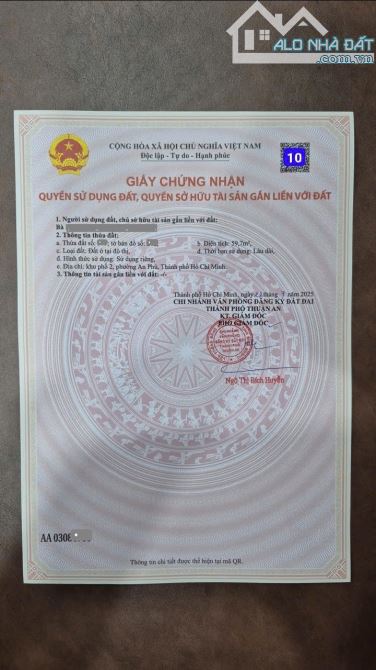 ALO NHÀ ĐẤT
.com.vn
CỘNG HÒA XÃ HỘI CHỦ NGHĨA VIỆT NAM
Độc lập - Tự do - Hạnh phúc
10
GIẤY CHỨNG NHẬN
QUYỀN SỬ DỤNG ĐẤT, QUYỀN SỞ HỮU TÀI SẢN GẮN LIỀN VỚI ĐẤT
1. Người sử dụng đất, chủ sở hữu tài sản gắn liền với đất:
Bà
2. Thông tin thửa đất:
a. Thửa đất số: ; tờ bản đồ số: b. Diện tích: 59,7m²,
c. Loại đất: Đất ở tại đô thị, d. Thời hạn sử dụng: Lâu dài,
đ. Hình thức sử dụng: Sử dụng riêng,
e. Địa chỉ: khu phố 2, phường An Phú, Thành phố Hồ Chí Minh.
3. Thông tin tài sản gắn liền với đất: -/-
Thành phố Hồ Chí Minh, ngày tháng năm 2025
CHI NHÁNH VĂN PHÒNG ĐĂNG KÝ ĐẤT ĐAI
THÀNH PHỐ THUẬN AN
KT. GIÁM ĐỐC
PHÓ GIÁM ĐỐC
Ngô Thị Bích Huyền
AA 0308
Thông tin chi tiết được thể hiện tại mã QR.